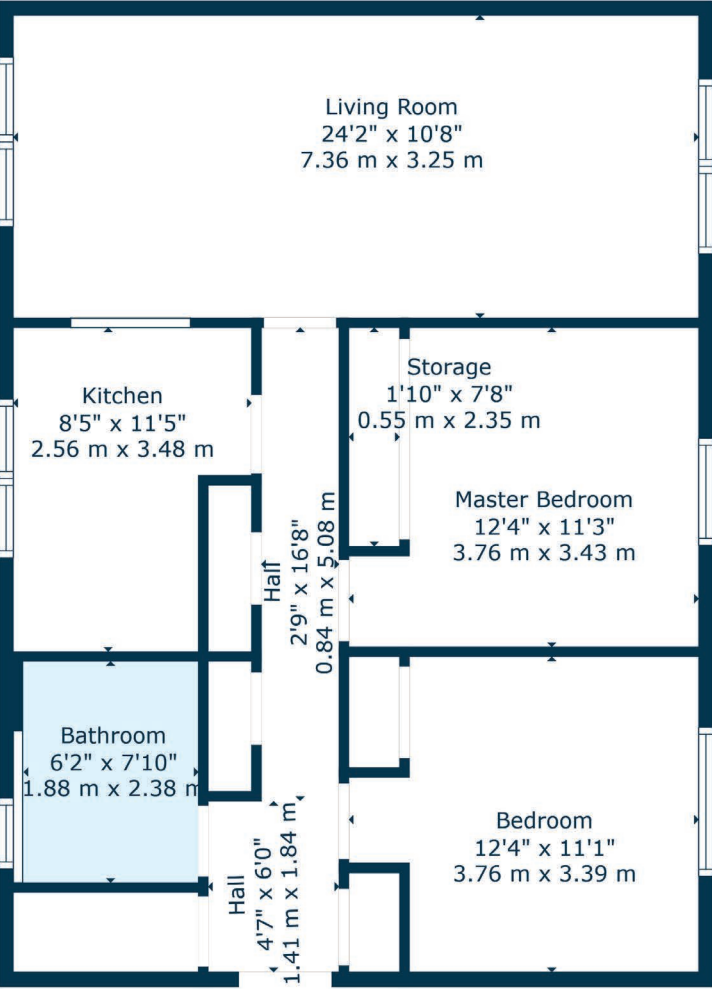 Living Room
24'2" x 10'8"
7.36 m x 3.25 m
Kitchen
8'5" x 11'5"
2.56 m x 3.48 m
Storage
1'10" x 7'8"
0.55 m x 2.35 m
Master Bedroom
12'4" x 11'3"
3.76 m x 3.43 m
Hall
2'9" x 16'8"
0.84 m x 5.08 m
Bathroom
6'2" x 7'10"
1.88 m x 2.38 m
Hall
4'7" x 6'0"
1.41 m x 1.84 m
Bedroom
12'4" x 11'1"
3.76 m x 3.39 m